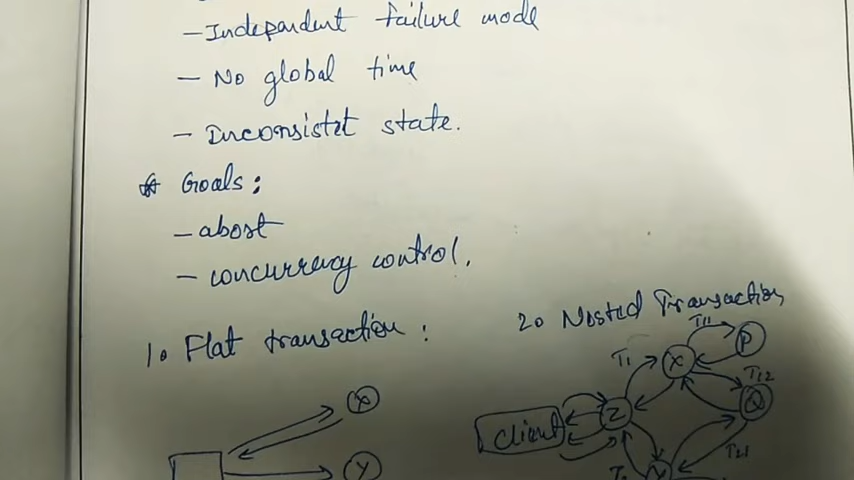 - Independent failure mode
- No global time
- Inconsistet state.
* Goals:
- abort
- concurrency control.
1. Flat transaction:
2. Nested Transaction
T11
P
T1
X
T12
Q
X
Z
client
T21
Y
Y